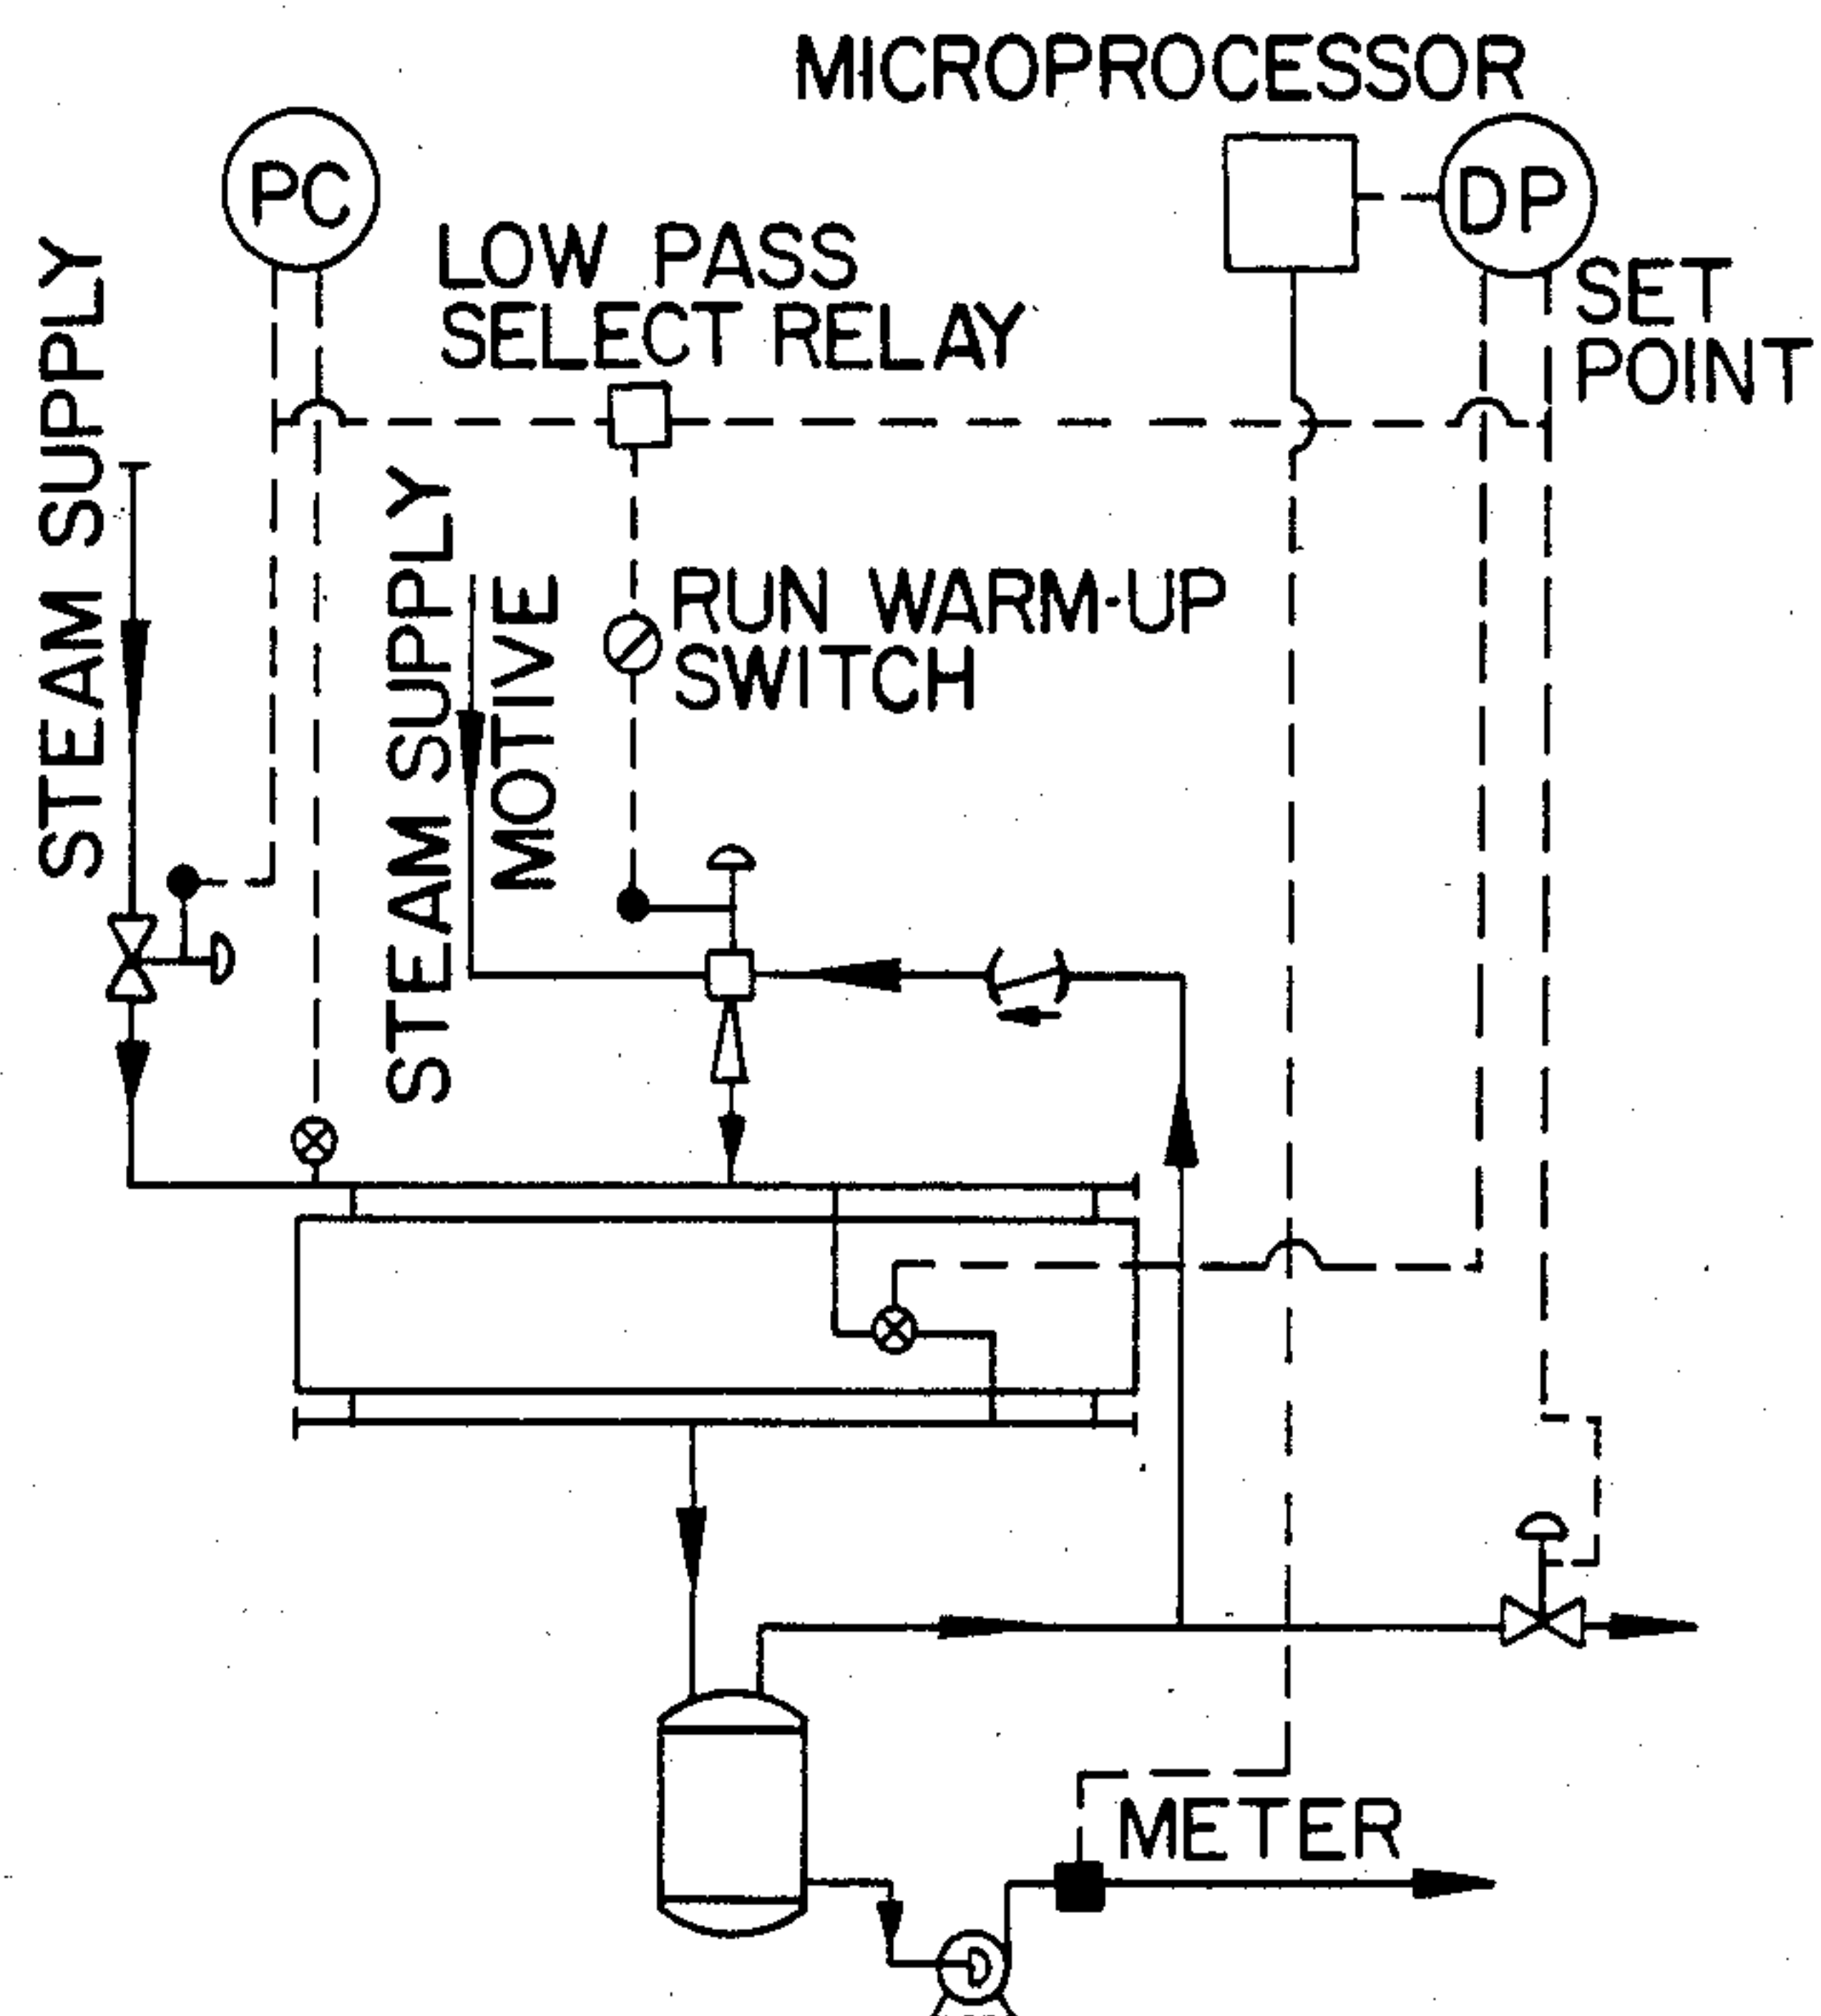 MICROPROCESSOR
PC
DP
LOW PASS
SELECT RELAY
SET
POINT
STEAM SUPPLY
STEAM SUPPLY
MOTIVE
RUN WARM-UP
SWITCH
METER